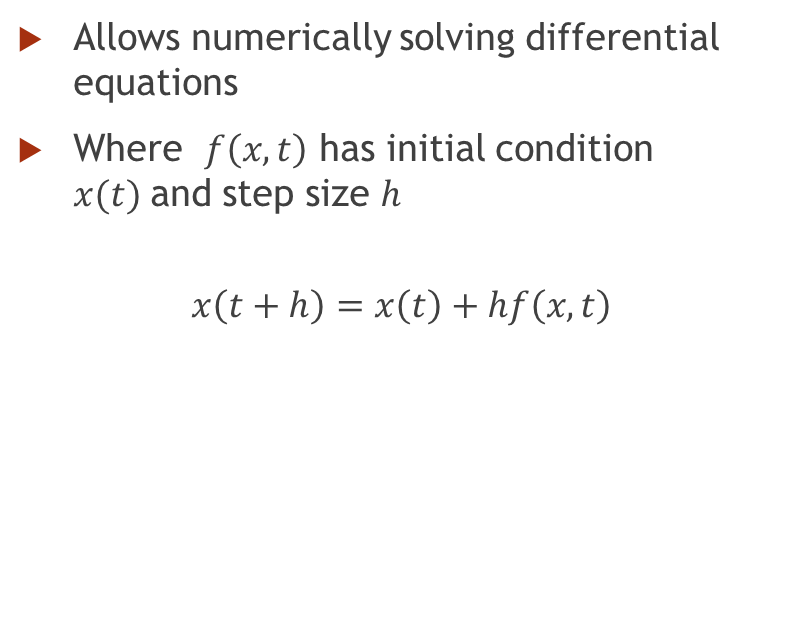 Allows numerically solving differential
equations
Where f(x, t) has initial condition
x(t) and step size h
x(t + h) = x(t) + hf(x, t)